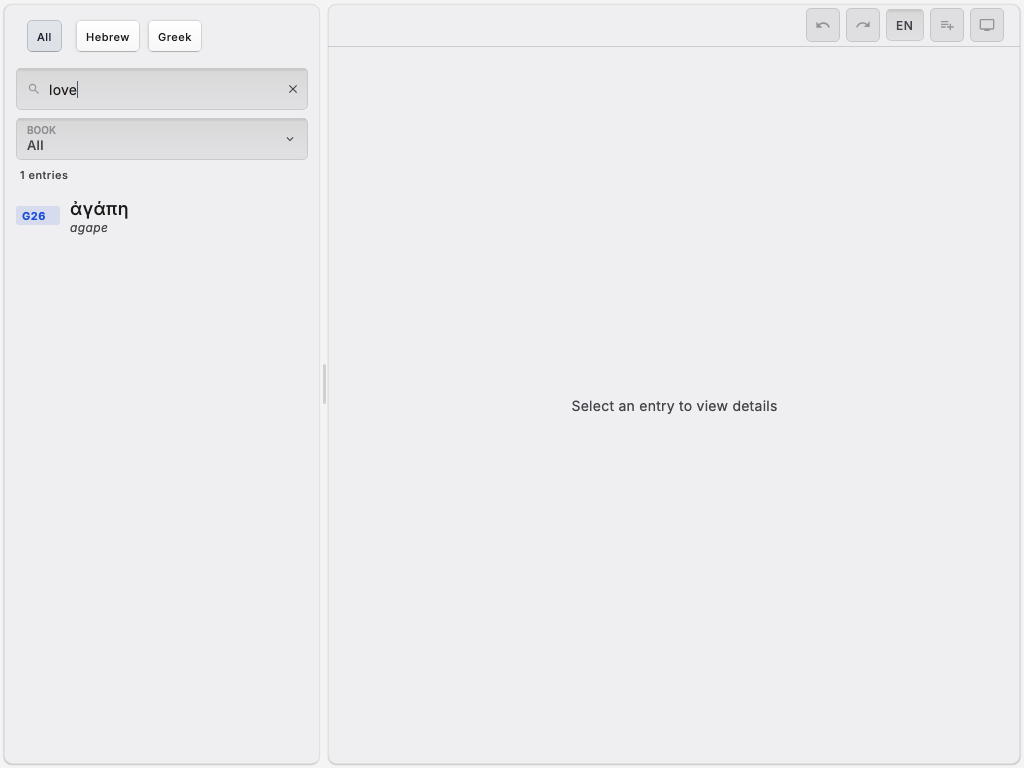 All Hebrew Greek
love
BOOK
All
1 entries
G26 ἀγάπη
agape
EN
Select an entry to view details